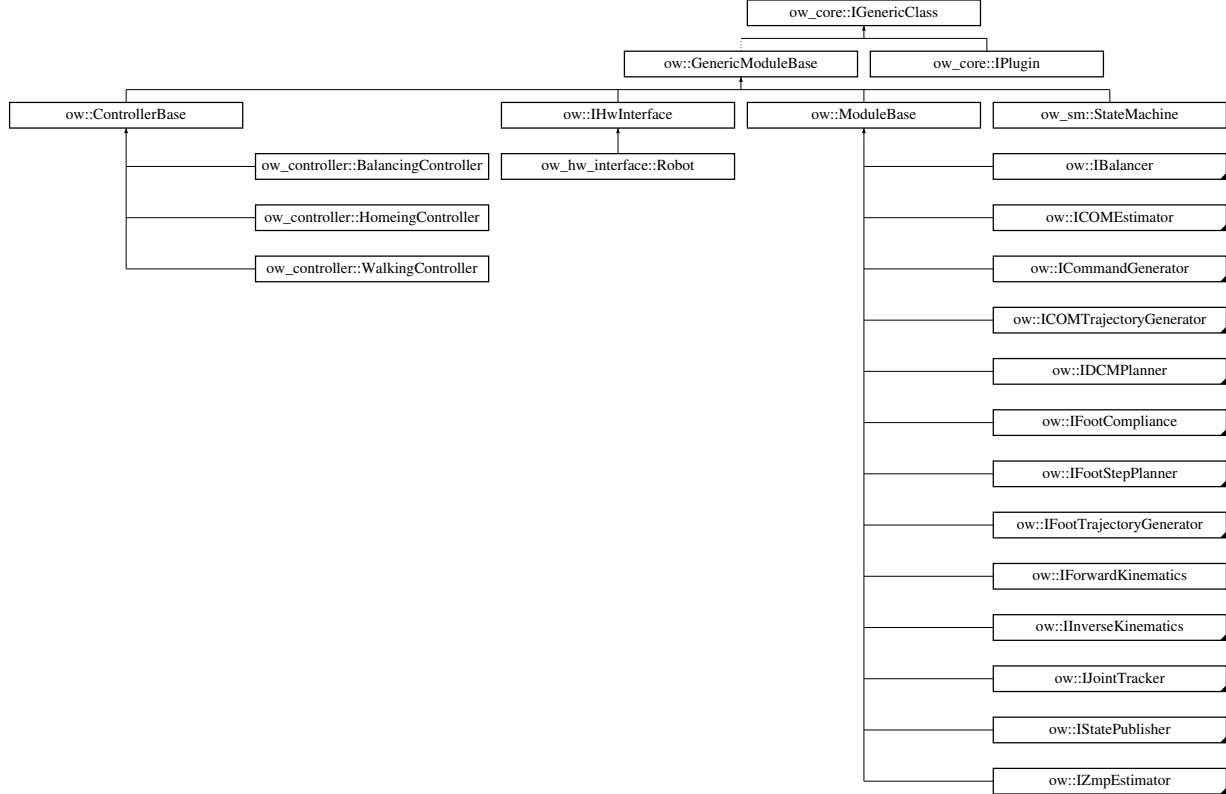 ow_core::IGenericClass
ow::GenericModuleBase
ow_core::IPlugin
ow::ControllerBase
ow::IHwInterface
ow::ModuleBase
ow_sm::StateMachine
ow_controller::BalancingController
ow_hw_interface::Robot
ow::IBalancer
ow_controller::HomeingController
ow::ICOMEstimator
ow_controller::WalkingController
ow::ICommandGenerator
ow::ICOMTrajectoryGenerator
ow::IDCMPlanner
ow::IFootCompliance
ow::IFootStepPlanner
ow::IFootTrajectoryGenerator
ow::IForwardKinematics
ow::IInverseKinematics
ow::IJointTracker
ow::IStatePublisher
ow::IZmpEstimator